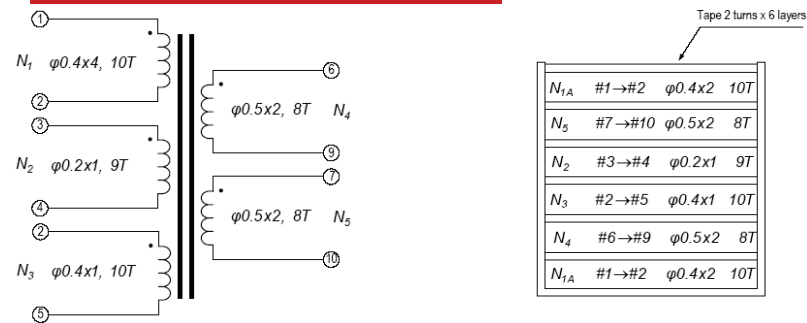 Tape 2 turns x 6 layers
1
N1 φ0.4x4, 10T
2
3
N2 φ0.2x1, 9T
4
2
N3 φ0.4x1, 10T
5
6
φ0.5x2, 8T N4
9
7
φ0.5x2, 8T N5
10
N1A #1→#2 φ0.4x2 10T
N5 #7→#10 φ0.5x2 8T
N2 #3→#4 φ0.2x1 9T
N3 #2→#5 φ0.4x1 10T
N4 #6→#9 φ0.5x2 8T
N1A #1→#2 φ0.4x2 10T